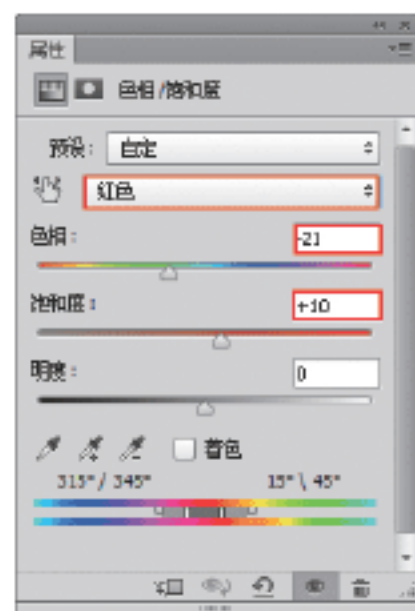 属性
色相/饱和度
预设： 自定
红色
色相： -21
饱和度： +10
明度： 0
着色
315°/ 345° 15°\ 45°